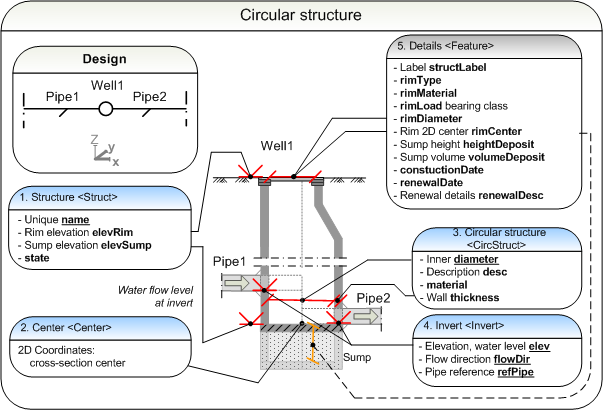 Circular structure
Design
Well1
Pipe1
Pipe2
Z
y
x
5. Details <Feature>
- Label structLabel
- rimType
- rimMaterial
- rimLoad bearing class
- rimDiameter
- Rim 2D center rimCenter
- Sump height heightDeposit
- Sump volume volumeDeposit
- constuctionDate
- renewalDate
- Renewal details renewalDesc
Well1
1. Structure <Struct>
- Unique name
- Rim elevation elevRim
- Sump elevation elevSump
- state
3. Circular structure
<CircStruct>
- Inner diameter
- Description desc
- material
- Wall thickness
Pipe1
Water flow level
at invert
Pipe2
2. Center <Center>
2D Coordinates:
cross-section center
4. Invert <Invert>
- Elevation, water level elev
- Flow direction flowDir
- Pipe reference refPipe
Sump